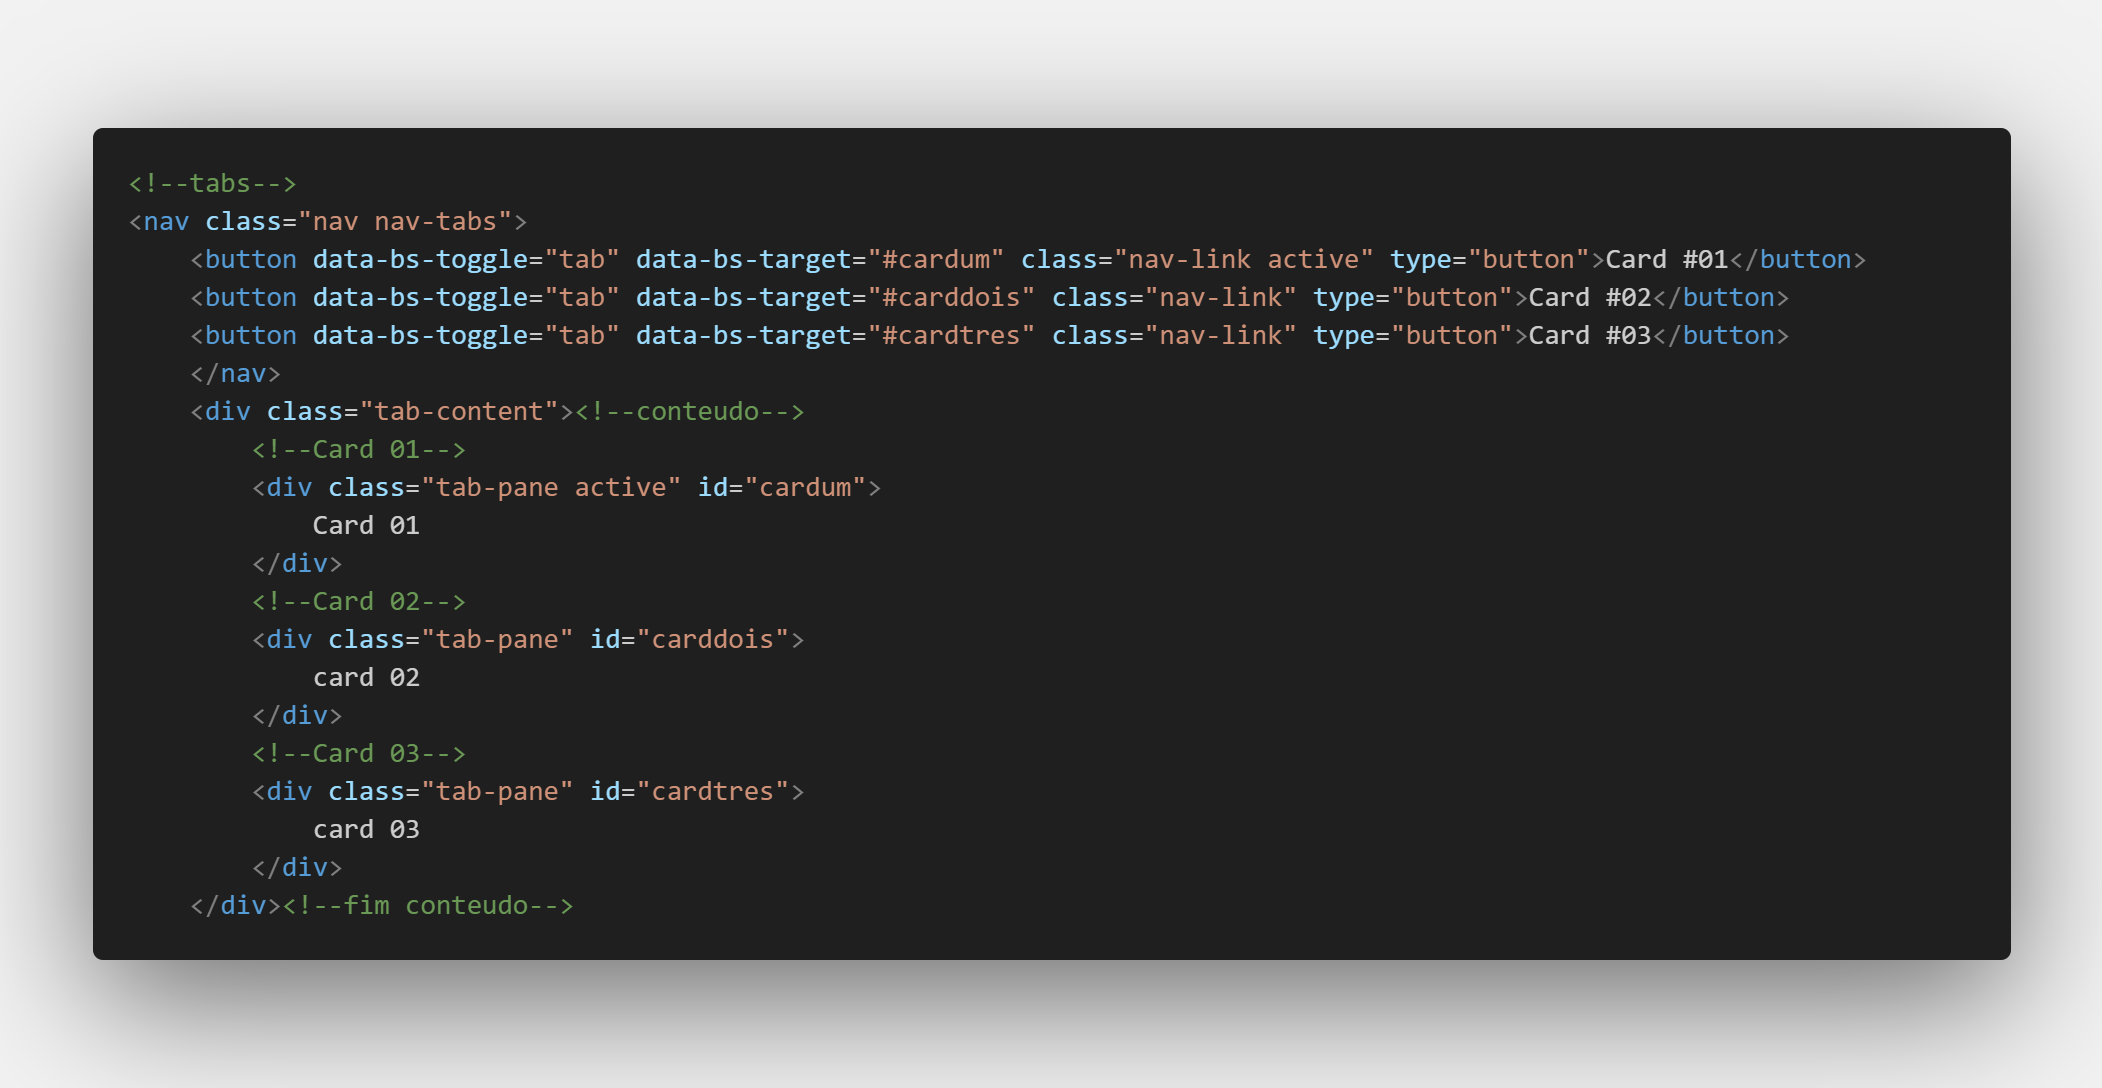 <!--tabs-->
<nav class="nav nav-tabs">
    <button data-bs-toggle="tab" data-bs-target="#cardum" class="nav-link active" type="button">Card #01</button>
    <button data-bs-toggle="tab" data-bs-target="#carddois" class="nav-link" type="button">Card #02</button>
    <button data-bs-toggle="tab" data-bs-target="#cardtres" class="nav-link" type="button">Card #03</button>
    </nav>
    <div class="tab-content"><!--conteudo-->
        <!--Card 01-->
        <div class="tab-pane active" id="cardum">
            Card 01
        </div>
        <!--Card 02-->
        <div class="tab-pane" id="carddois">
            card 02
        </div>
        <!--Card 03-->
        <div class="tab-pane" id="cardtres">
            card 03
        </div>
    </div><!--fim conteudo-->